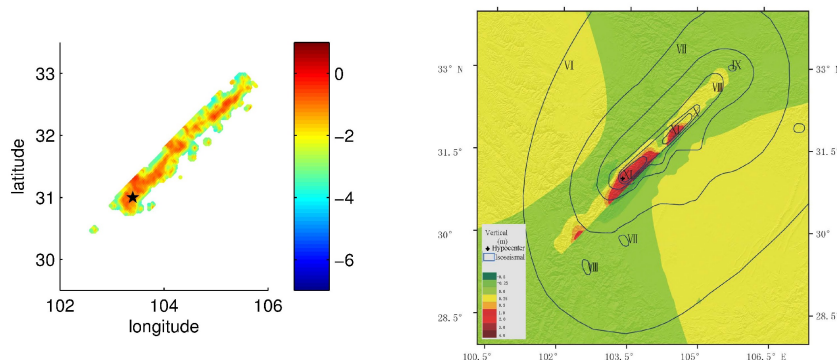 33
32
31
30
latitude
102
104
106
longitude
0
−2
−4
−6
VI
VII
IX
VIII
XI
XI
VII
VIII
33° N
31.5°
30°
28.5°
33° N
31.5°
30°
28.5°
Vertical
(m)
Hypocenter
Isoseismal
100.5°
102°
103.5°
105°
106.5° E